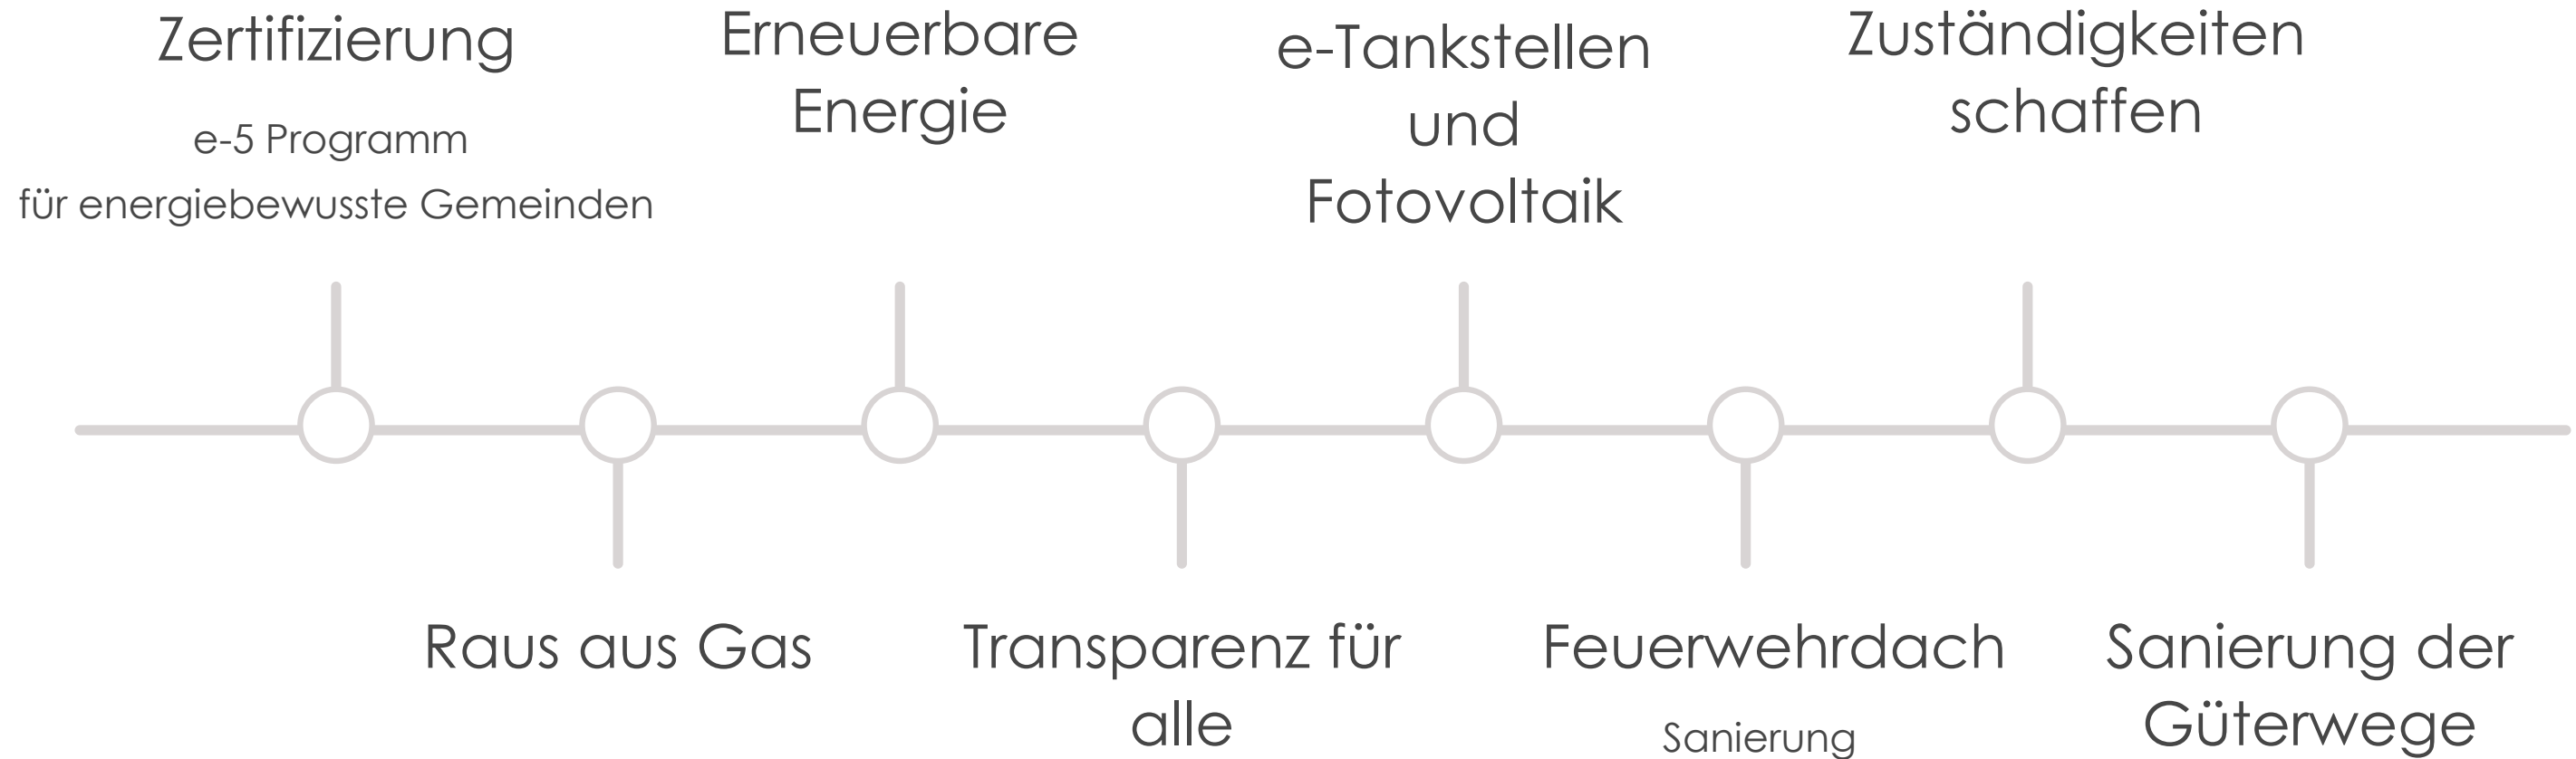 Zertifizierung
e-5 Programm
für energiebewusste Gemeinden
Erneuerbare
Energie
e-Tankstellen
und
Fotovoltaik
Zuständigkeiten
schaffen
Raus aus Gas
Transparenz für
alle
Feuerwehrdach
Sanierung
Sanierung der
Güterwege